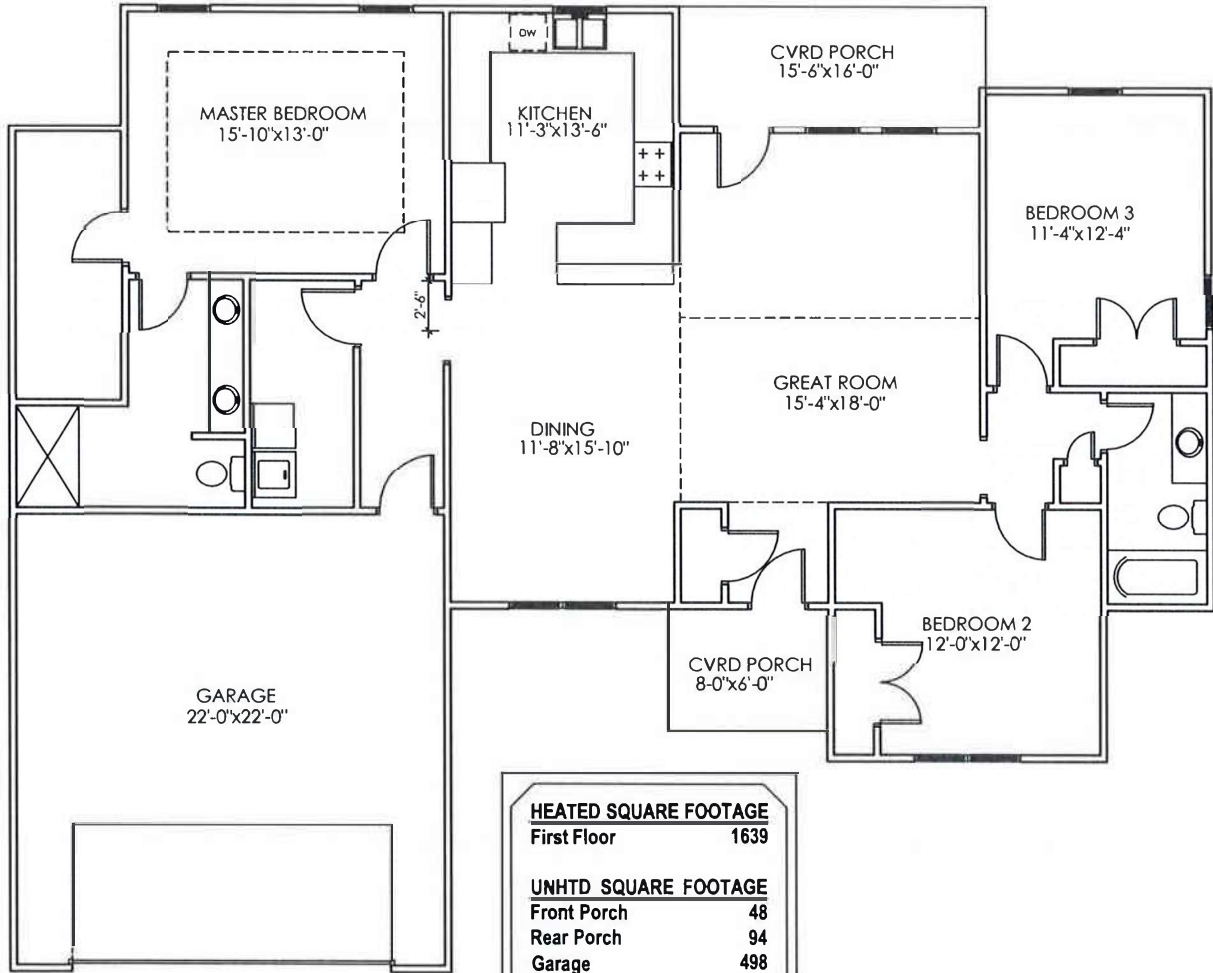 DW
CVRD PORCH
15'-6"x16'-0"
MASTER BEDROOM
15'-10"x13'-0"
KITCHEN
11'-3"x13'-6"
BEDROOM 3
11'-4"x12'-4"
2'-6"
GREAT ROOM
15'-4"x18'-0"
DINING
11'-8"x15'-10"
BEDROOM 2
12'-0"x12'-0"
CVRD PORCH
8-0"x6'-0"
GARAGE
22'-0"x22'-0"
HEATED SQUARE FOOTAGE
First Floor 1639
UNHTD SQUARE FOOTAGE
Front Porch 48
Rear Porch 94
Garage 498